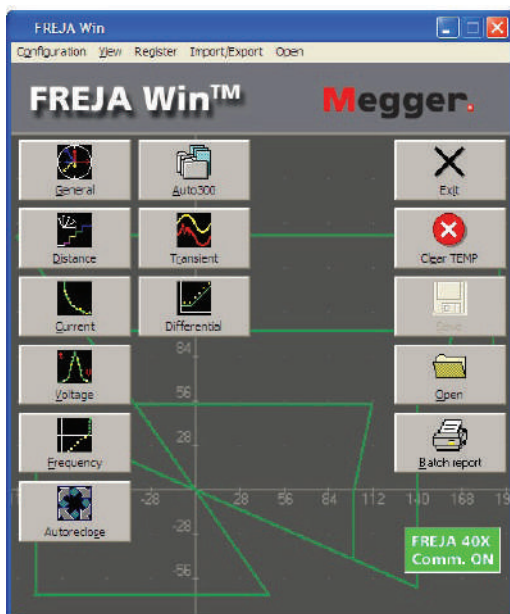 FREJA Win
Configuration View Register Import/Export Open
FREJA Win™
Megger.
General
Auto300
Exit
Distance
Transient
Clear TEMP
Current
Differential
Save
84
Voltage
56
Open
28
Frequency
Batch report
-28 28 56 84 112 140 168
-28
Autoreclose
FREJA 40X
Comm. ON
-56